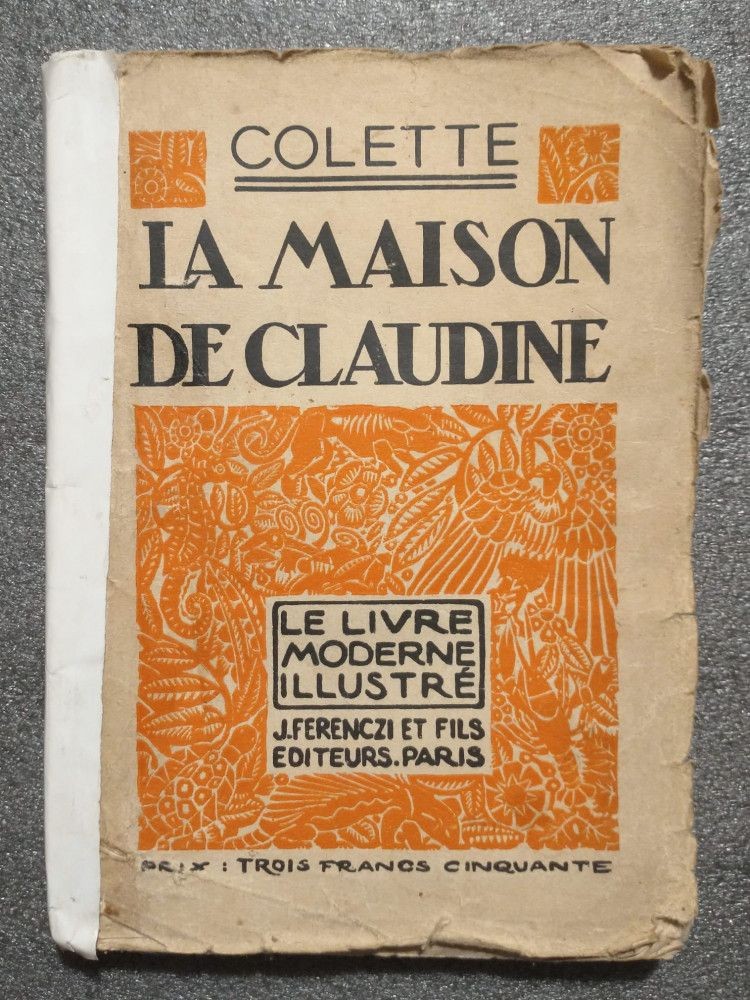 COLETTE
LA MAISON
DE CLAUDINE
LE LIVRE
MODERNE
ILLUSTRÉ
J. FERENCZI ET FILS
EDITEURS. PARIS
PRIX : TROIS FRANCS CINQUANTE